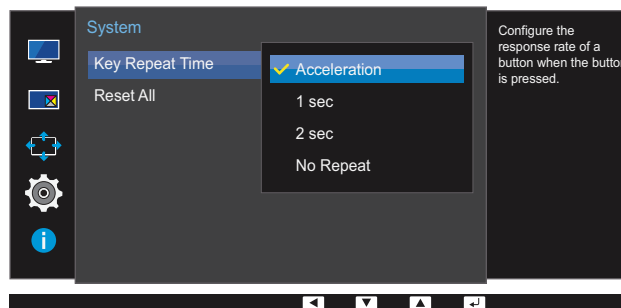 System
Key Repeat Time
Reset All
Acceleration
1 sec
2 sec
No Repeat
Configure the
response rate of a
button when the butto
is pressed.